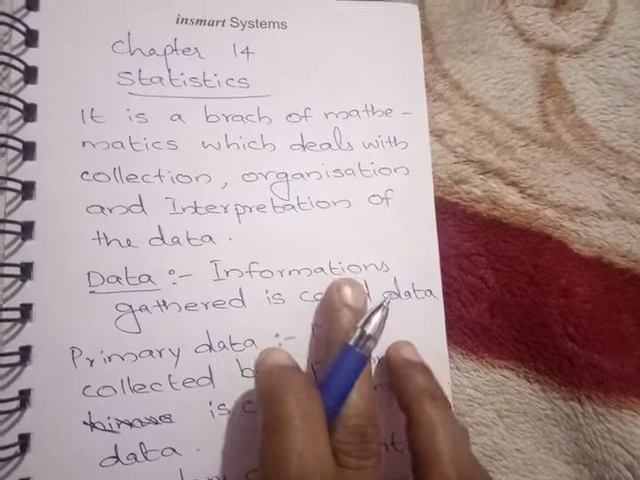 insmart Systems
Chapter 14
Statistics
It is a brach of mathe-
matics which deals with
collection, organisation
and Interpretation of
the data.
Data :- Informations
gathered is data
Primary data :-
collected
is
data.